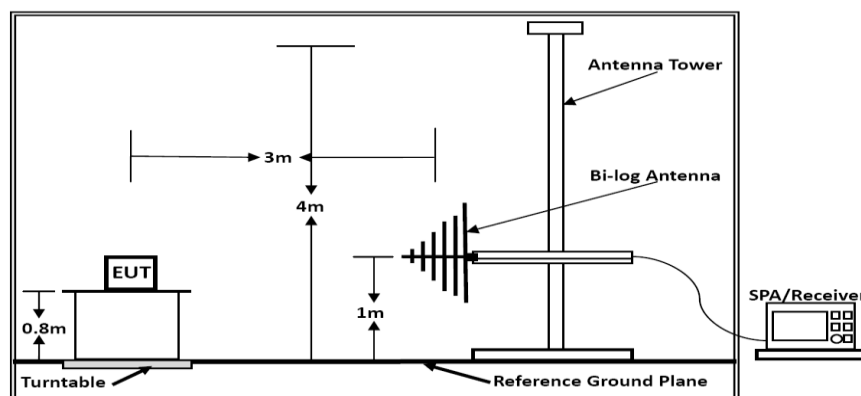 Antenna Tower
3m
Bi-log Antenna
4m
EUT
SPA/Receiver
0.8m
1m
Turntable
Reference Ground Plane